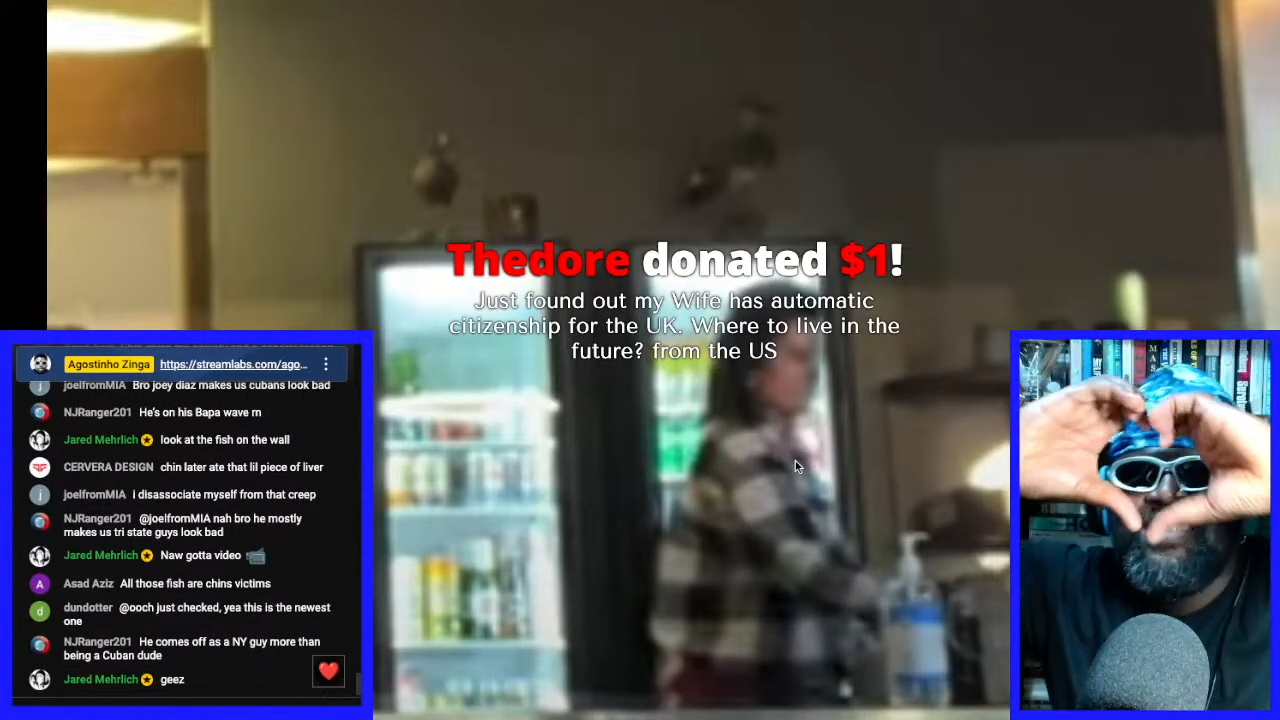 Thedore donated $1!
Just found out my Wife has automatic
citizenship for the UK. Where to live in the
future? from the US
Agostinho Zinga https://streamlabs.com/ago...
joelfromMIA Bro joey diaz makes us cubans look bad
NJRanger201 He's on his Bapa wave rn
Jared Mehrlich look at the fish on the wall
CERVERA DESIGN chin later ate that lil piece of liver
joelfromMIA i disassociate myself from that creep
NJRanger201 @joelfromMIA nah bro he mostly
makes us tri state guys look bad
Jared Mehrlich Naw gotta video
A Asad Aziz All those fish are chins victims
d dundotter @ooch just checked, yea this is the newest
one
NJRanger201 He comes off as a NY guy more than
being a Cuban dude
Jared Mehrlich geez